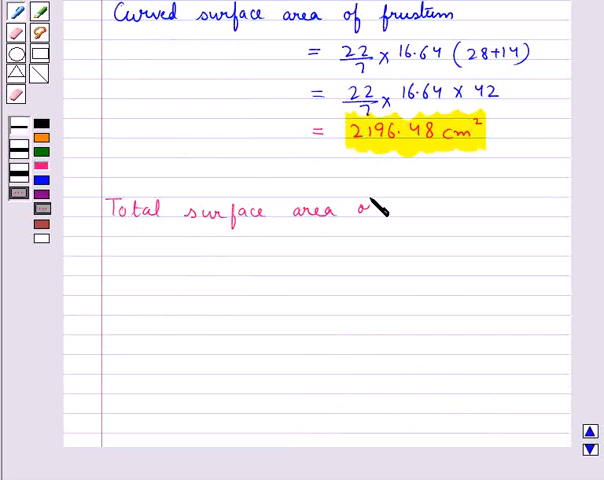 Curved surface area of frustum
= 22/7 × 16.64 (28+14)
= 22/7 × 16.64 × 42
= 2196.48 cm²
Total surface area o